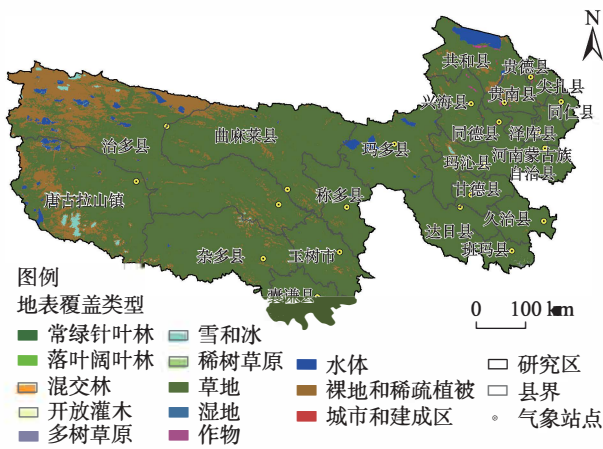 N
共和县
贵德县
尖扎县
兴海县
贵南县
同仁县
同德县
泽库县
治多县
曲麻莱县
玛多县
玛沁县
河南蒙古族
自治县
唐古拉山镇
称多县
甘德县
久治县
达日县
班玛县
杂多县
玉树市
囊谦县
图例
地表覆盖类型
0 100 km
常绿针叶林
雪和冰
落叶阔叶林
稀树草原
水体
研究区
混交林
草地
裸地和稀疏植被
县界
开放灌木
湿地
城市和建成区
气象站点
多树草原
作物